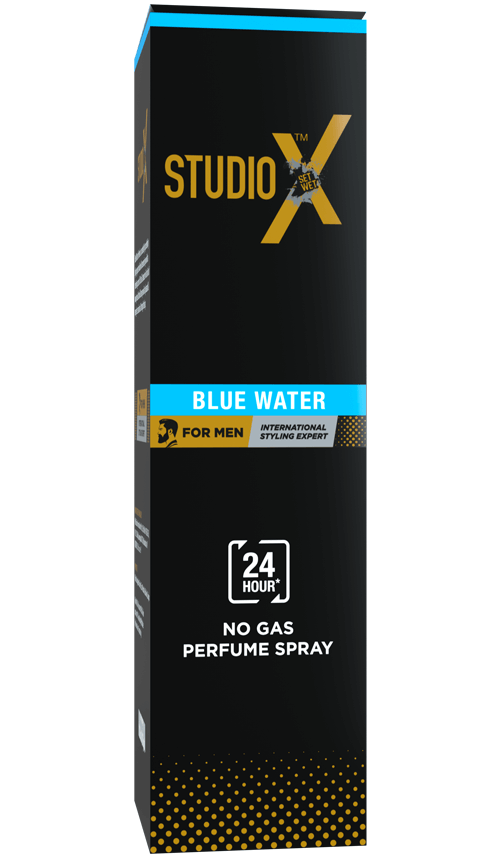 STUDIO X™
SET
WET
BLUE WATER
FOR MEN
INTERNATIONAL
STYLING EXPERT
24
HOUR*
NO GAS
PERFUME SPRAY